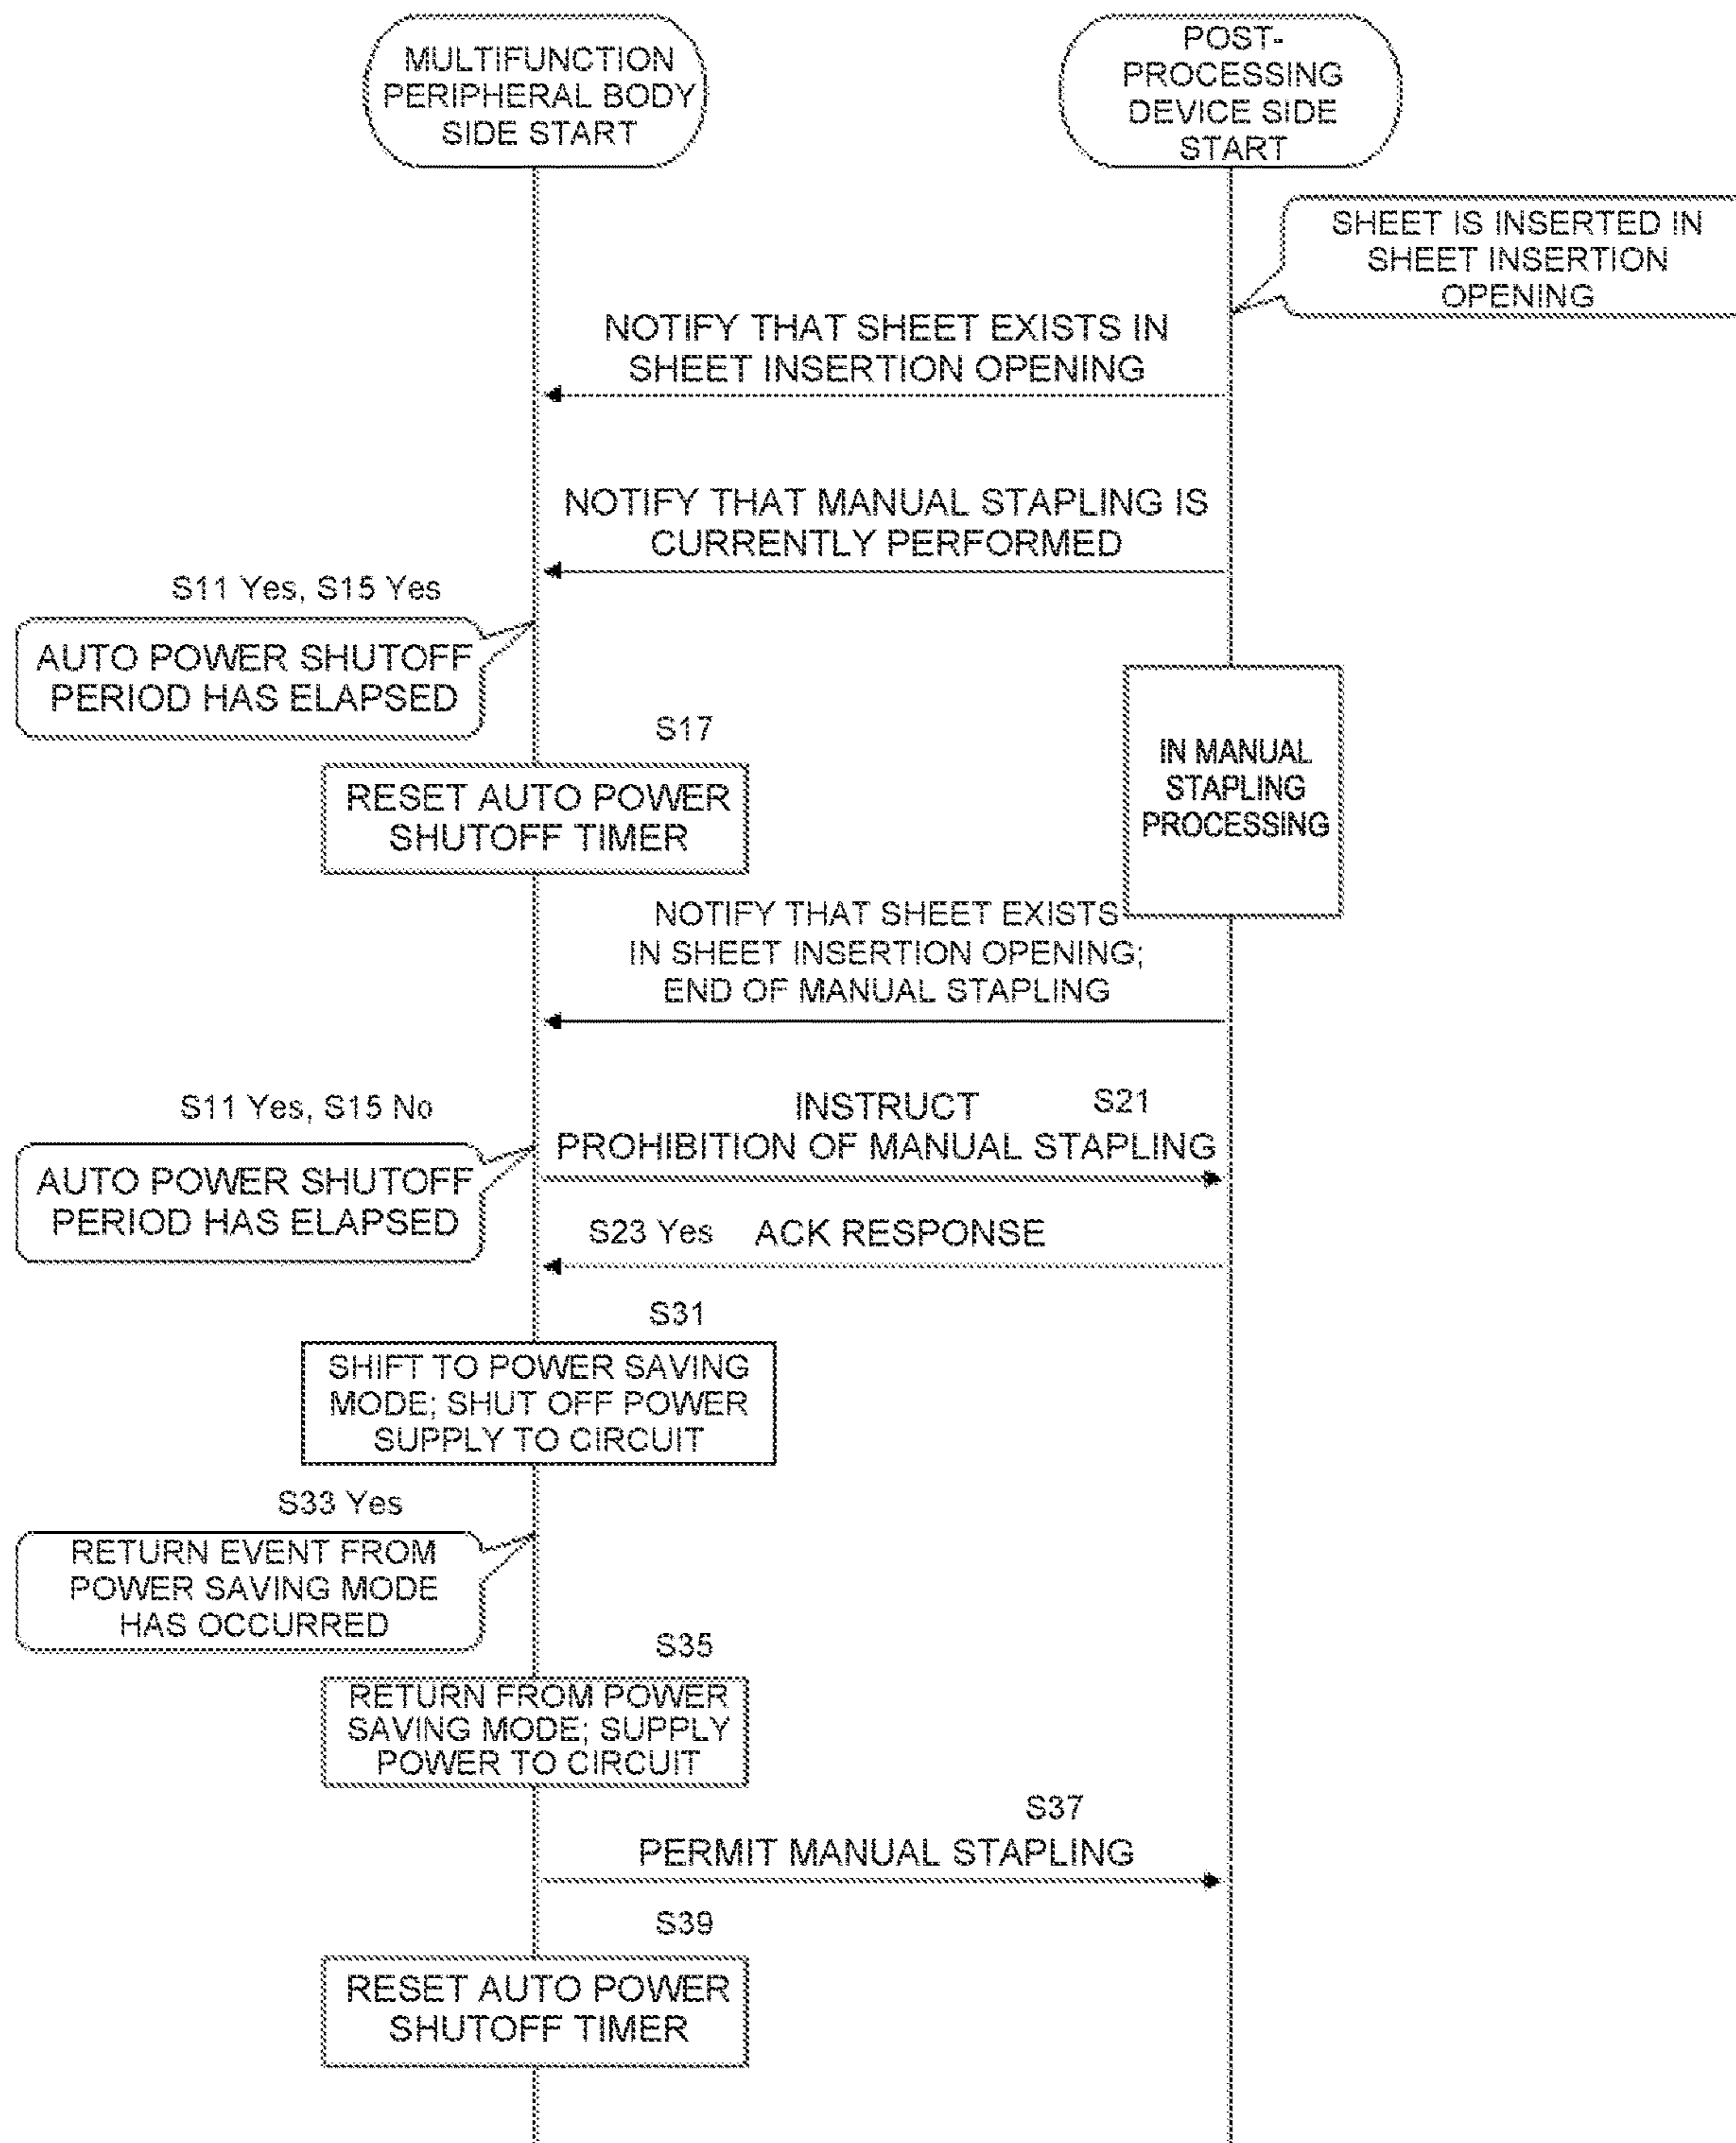 MULTIFUNCTION
PERIPHERAL BODY
SIDE START
POST-
PROCESSING
DEVICE SIDE
START
SHEET IS INSERTED IN
SHEET INSERTION
OPENING
NOTIFY THAT SHEET EXISTS IN
SHEET INSERTION OPENING
NOTIFY THAT MANUAL STAPLING IS
CURRENTLY PERFORMED
S11 Yes, S15 Yes
AUTO POWER SHUTOFF
PERIOD HAS ELAPSED
IN MANUAL
STAPLING
PROCESSING
S17
RESET AUTO POWER
SHUTOFF TIMER
NOTIFY THAT SHEET EXISTS
IN SHEET INSERTION OPENING;
END OF MANUAL STAPLING
S11 Yes, S15 No
AUTO POWER SHUTOFF
PERIOD HAS ELAPSED
INSTRUCT S21
PROHIBITION OF MANUAL STAPLING
S23 Yes ACK RESPONSE
S31
SHIFT TO POWER SAVING
MODE; SHUT OFF POWER
SUPPLY TO CIRCUIT
S33 Yes
RETURN EVENT FROM
POWER SAVING MODE
HAS OCCURRED
S35
RETURN FROM POWER
SAVING MODE; SUPPLY
POWER TO CIRCUIT
S37
PERMIT MANUAL STAPLING
S39
RESET AUTO POWER
SHUTOFF TIMER